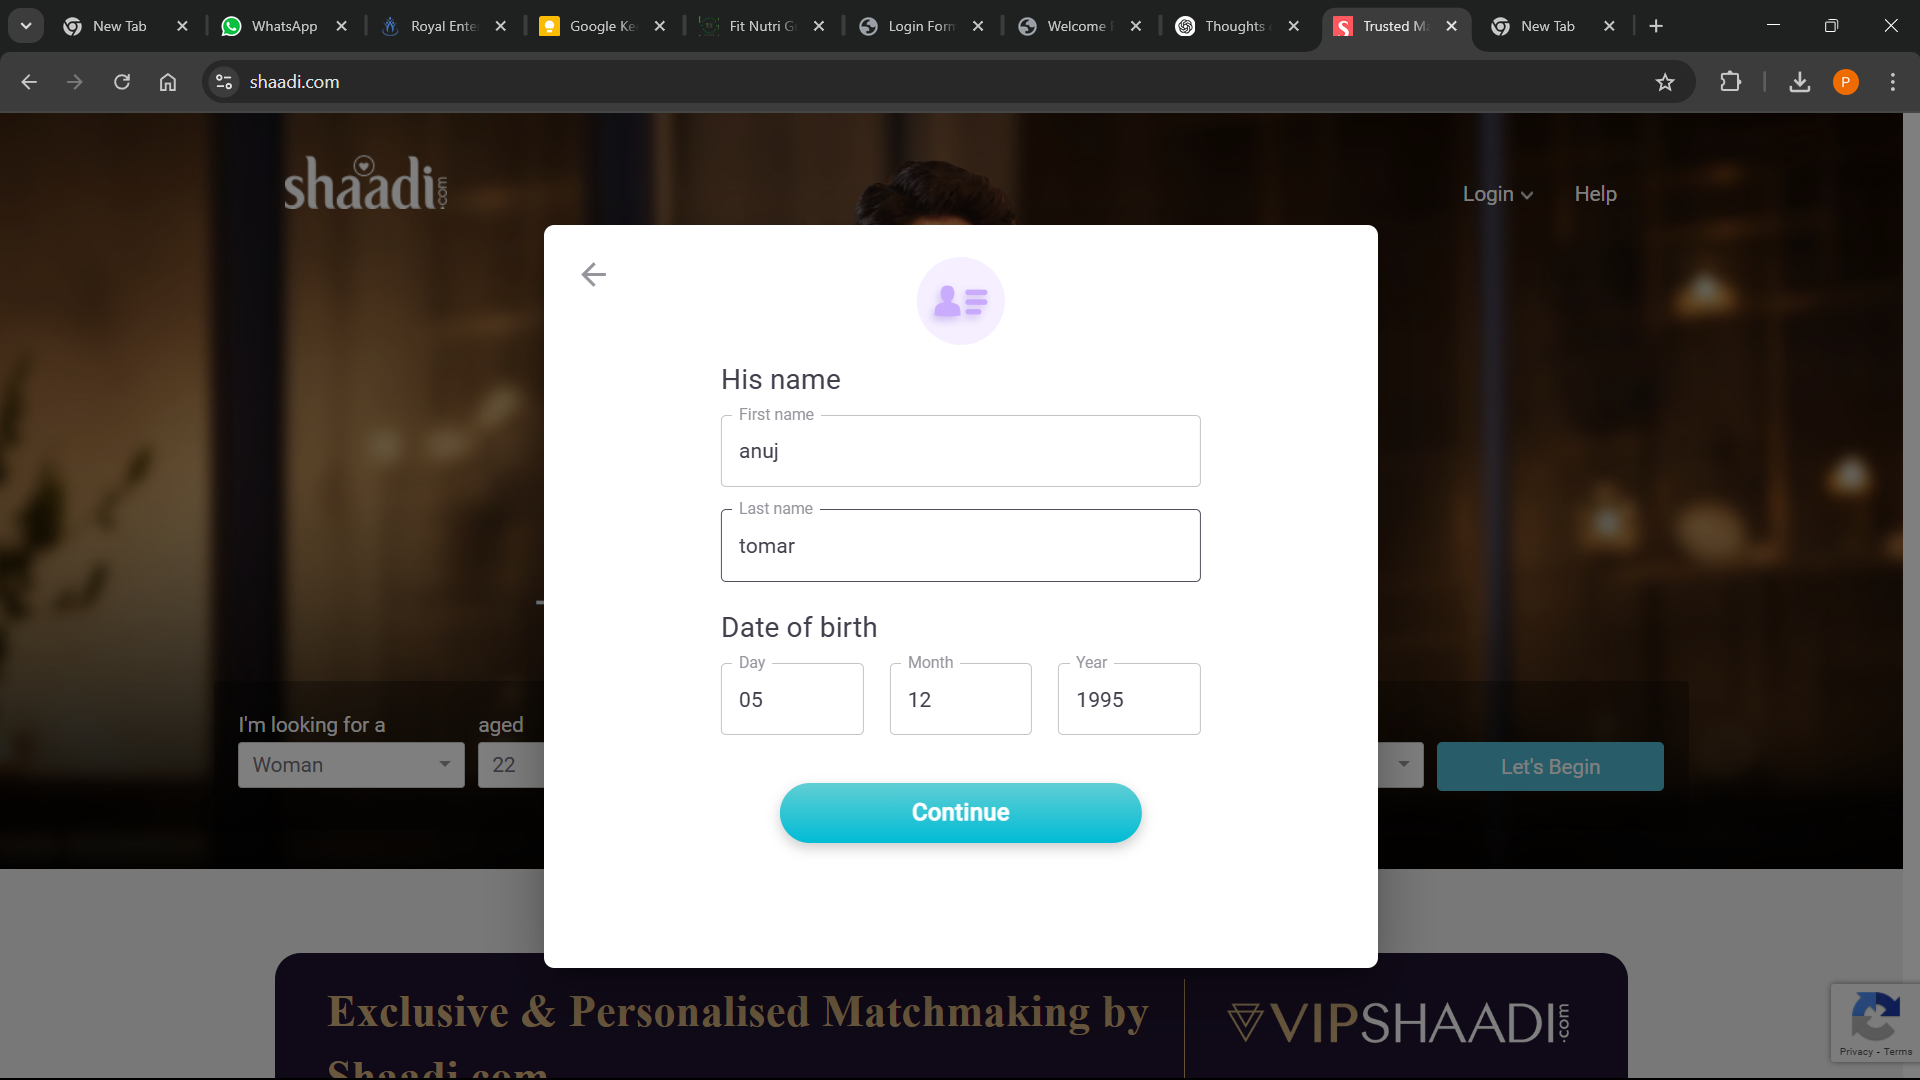 New Tab
WhatsApp
Royal Ente
Google Ke
Fit Nutri G
Login Form
Welcome
Thoughts
Trusted Ma
New Tab
shaadi.com
P
shaadi.com
Login
Help
His name
First name
anuj
Last name
tomar
Date of birth
Day
Month
Year
05
12
1995
I'm looking for a
aged
Woman
22
Let's Begin
Continue
Exclusive & Personalised Matchmaking by
Shaadi.com
VIPSHAADI.com
Privacy - Terms